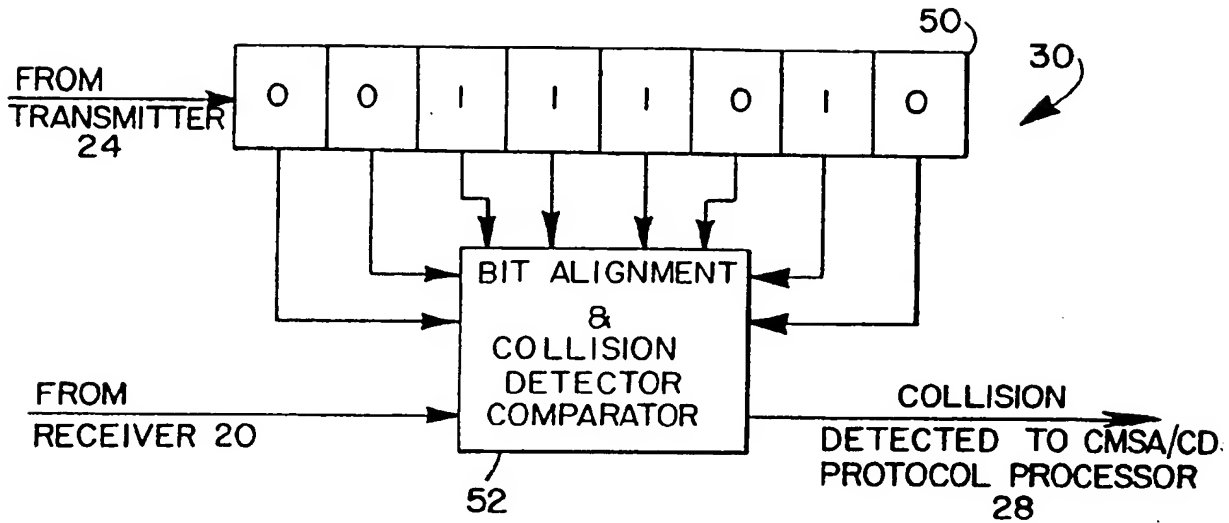 50
30
FROM
TRANSMITTER
24
0 0 1 1 1 0 1 0
BIT ALIGNMENT
&
COLLISION
DETECTOR
COMPARATOR
FROM
RECEIVER 20
52
COLLISION
DETECTED TO CMSA/CD
PROTOCOL PROCESSOR
28